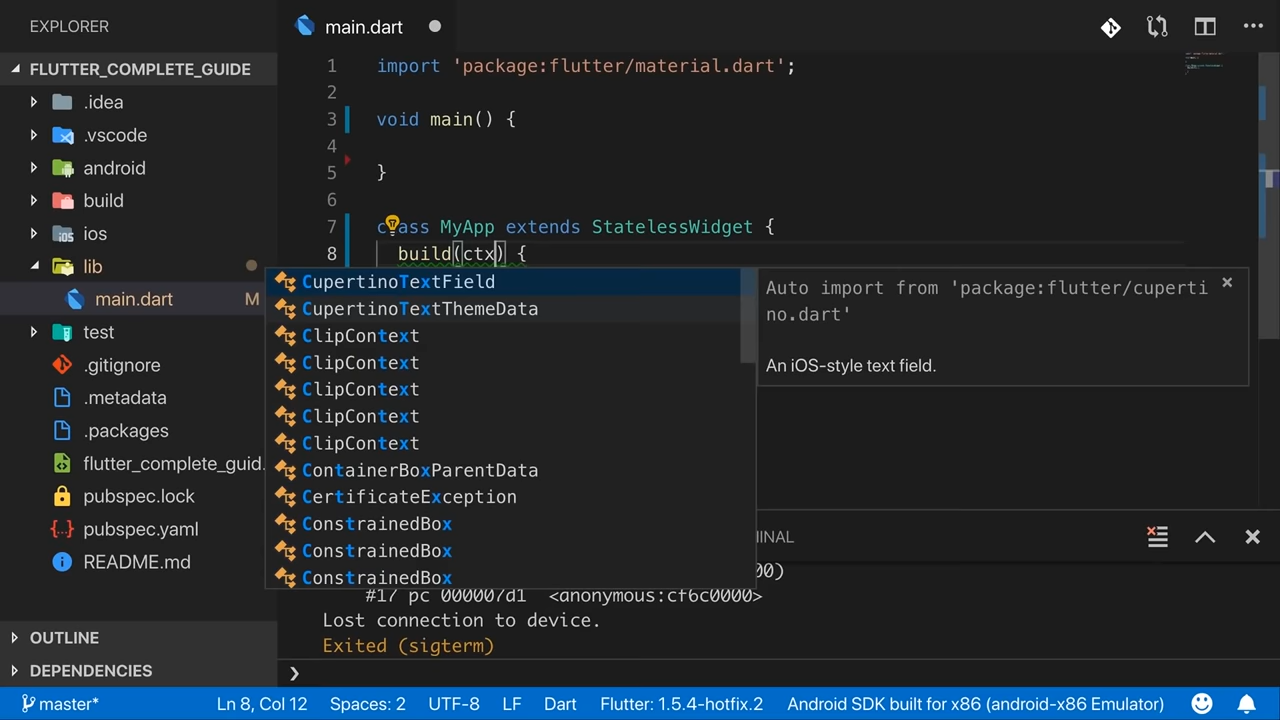 EXPLORER
main.dart
FLUTTER_COMPLETE_GUIDE
.idea
.vscode
android
build
ios
lib
main.dart M
test
.gitignore
.metadata
.packages
flutter_complete_guid.
pubspec.lock
pubspec.yaml
README.md
OUTLINE
DEPENDENCIES
1 import 'package:flutter/material.dart';
2
3 void main() {
4
5 }
6
7 class MyApp extends StatelessWidget {
8 build(ctx) {
CupertinoTextField
CupertinoTextThemeData
ClipContext
ClipContext
ClipContext
ClipContext
ClipContext
ContainerBoxParentData
CertificateException
ConstrainedBox
ConstrainedBox
ConstrainedBox
Auto import from 'package:flutter/cuperti
no.dart'
An iOS-style text field.
INAL
00)
#17 pc 000007d1 <anonymous:cf6c0000>
Lost connection to device.
Exited (sigterm)
❯
master* Ln 8, Col 12 Spaces: 2 UTF-8 LF Dart Flutter: 1.5.4-hotfix.2 Android SDK built for x86 (android-x86 Emulator)